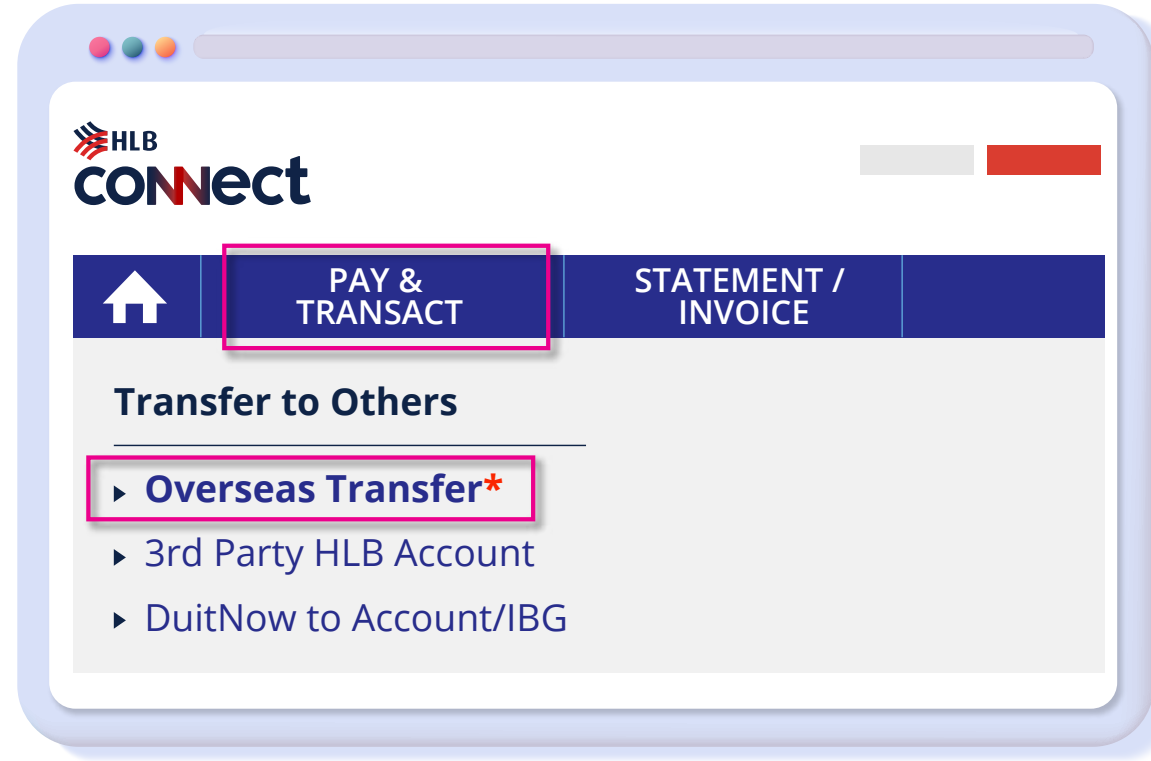 HLB
connect
PAY &
TRANSACT
STATEMENT /
INVOICE
Transfer to Others
Overseas Transfer*
3rd Party HLB Account
DuitNow to Account/IBG